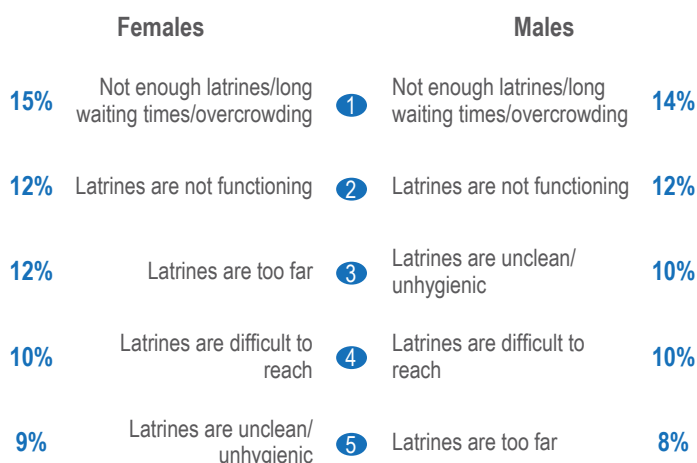 Females Males
15% Not enough latrines/long waiting times/overcrowding 1 Not enough latrines/long waiting times/overcrowding 14%
12% Latrines are not functioning 2 Latrines are not functioning 12%
12% Latrines are too far 3 Latrines are unclean/ unhygienic 10%
10% Latrines are difficult to reach 4 Latrines are difficult to reach 10%
9% Latrines are unclean/ unhygienic 5 Latrines are too far 8%